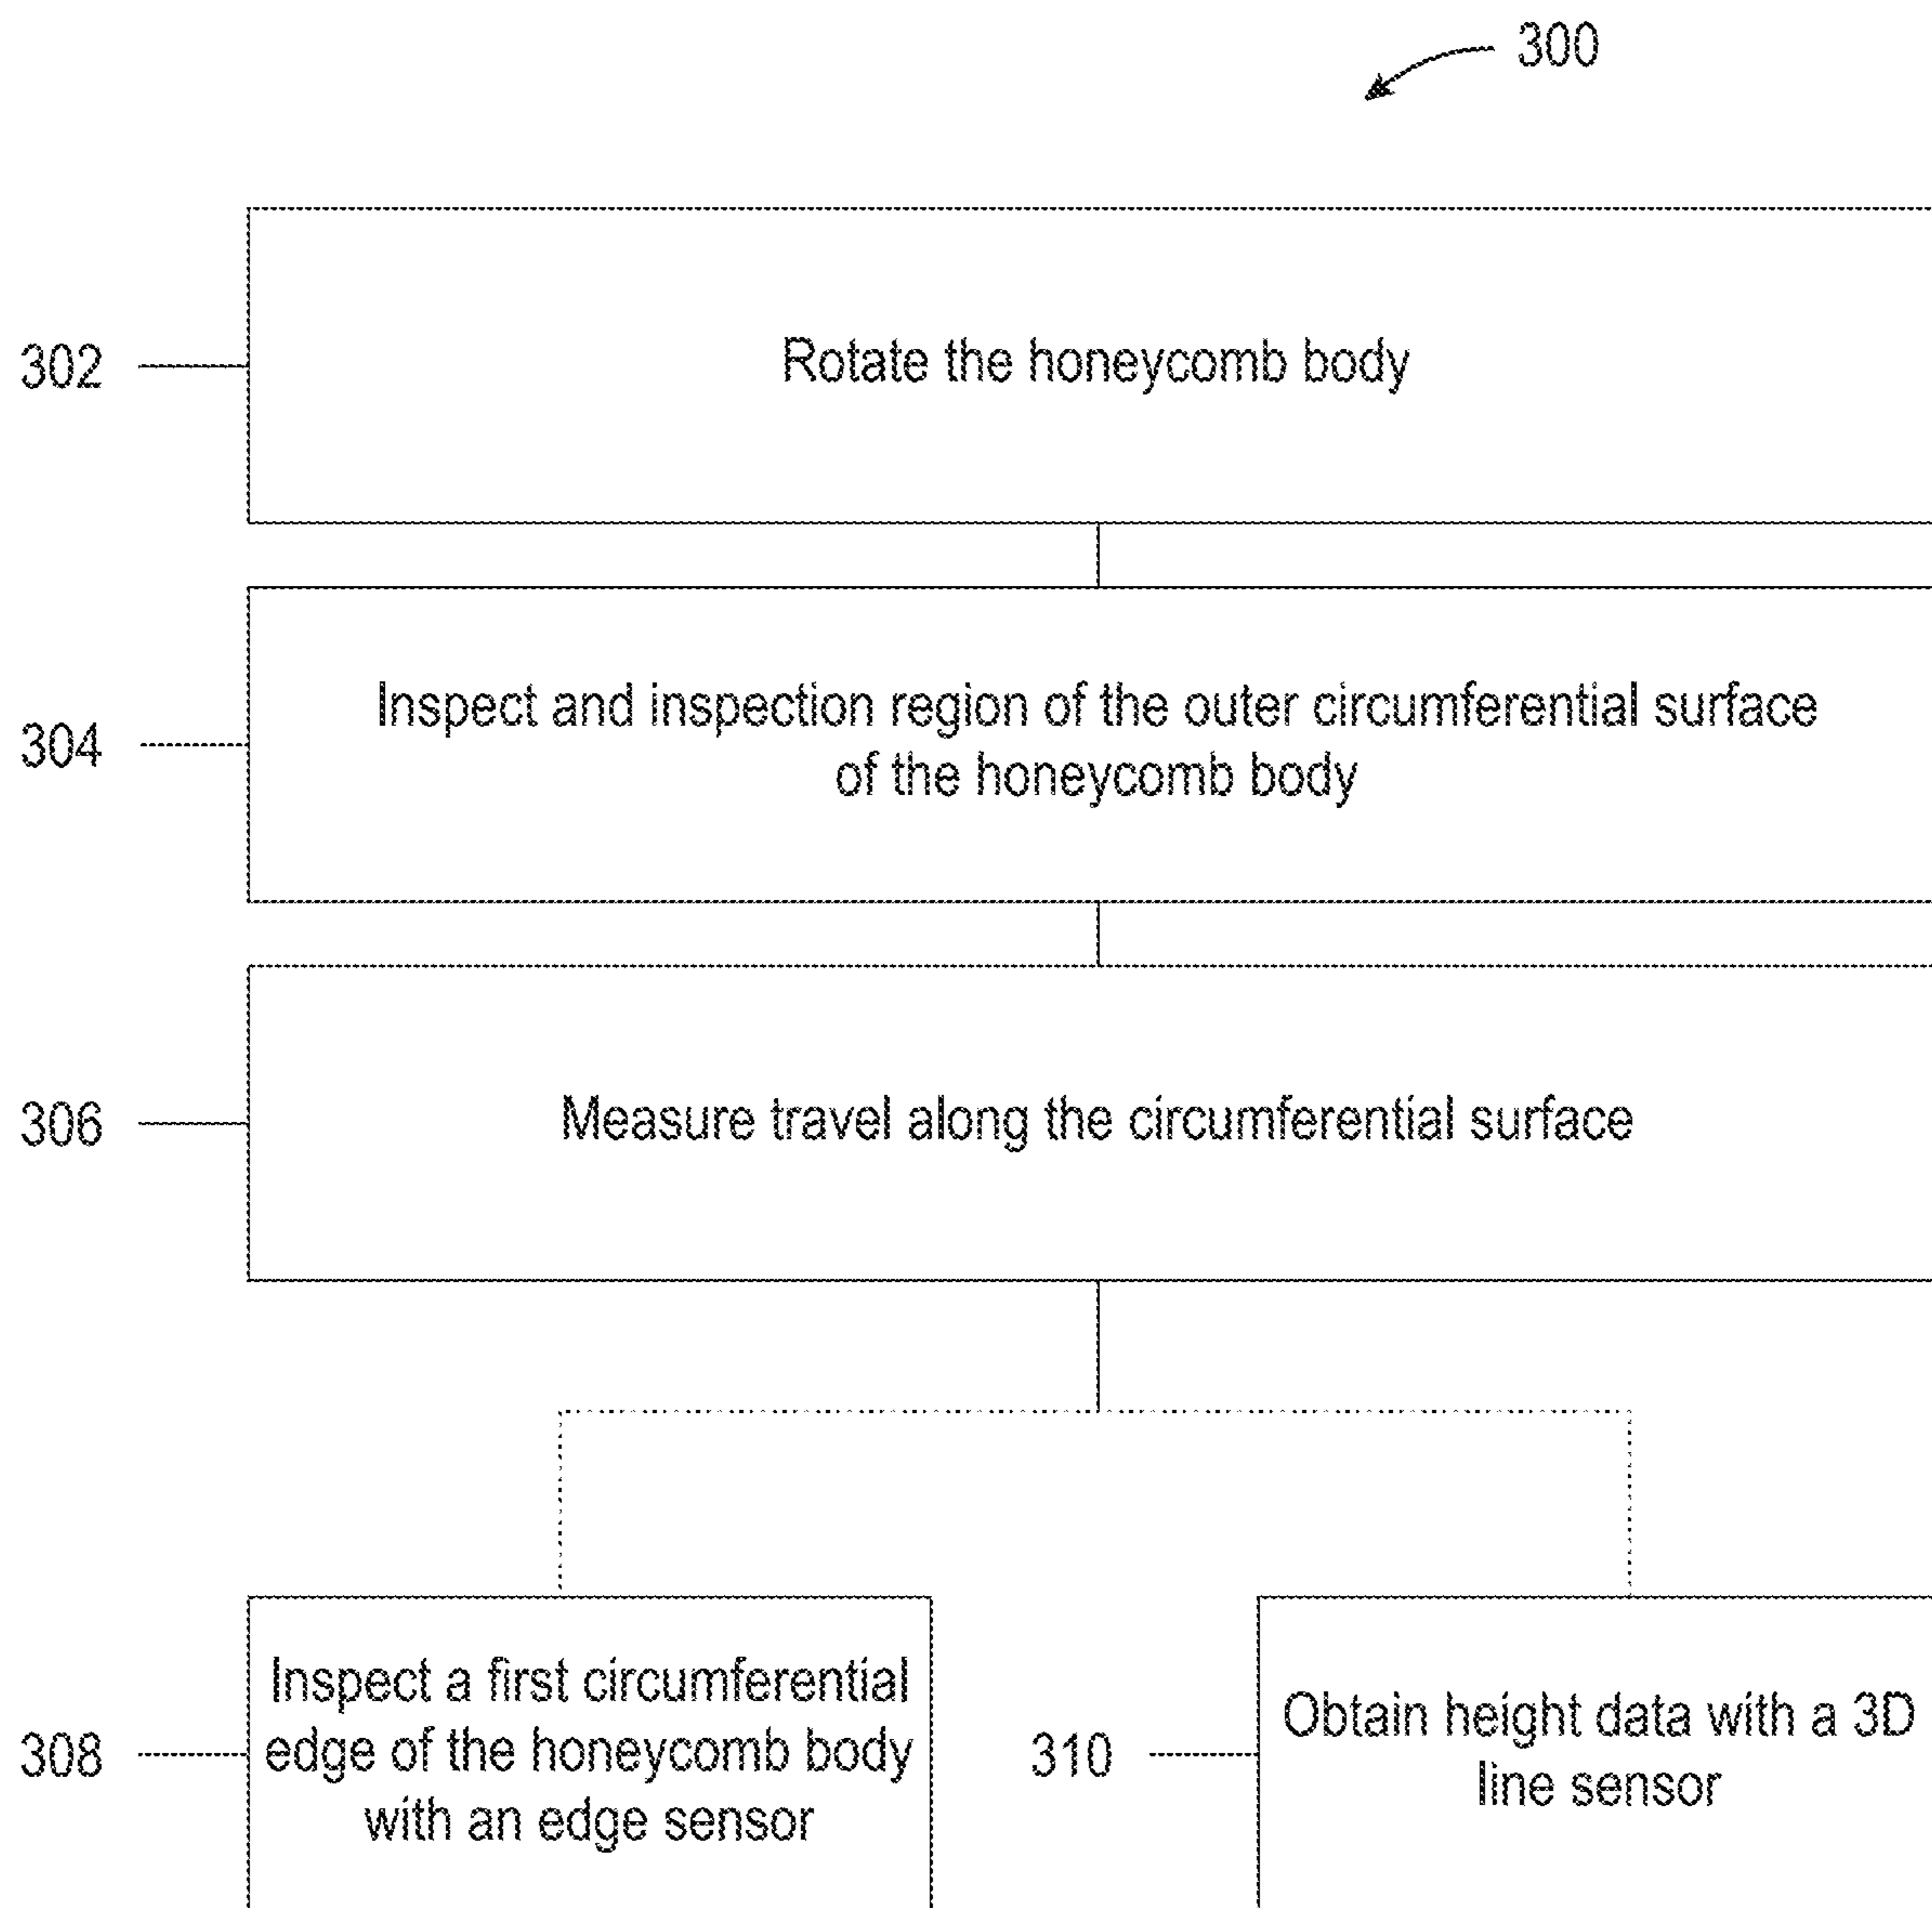 300
302
Rotate the honeycomb body
304
Inspect and inspection region of the outer circumferential surface
of the honeycomb body
306
Measure travel along the circumferential surface
308
Inspect a first circumferential
edge of the honeycomb body
with an edge sensor
310
Obtain height data with a 3D
line sensor